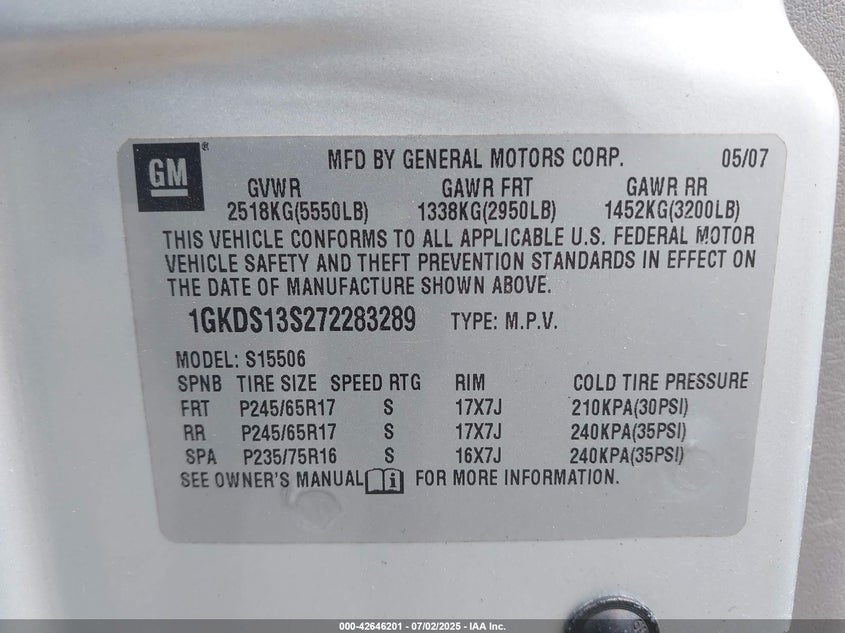 GM® MFD BY GENERAL MOTORS CORP. 05/07
GVWR GAWR FRT GAWR RR
2518KG(5550LB) 1338KG(2950LB) 1452KG(3200LB)
THIS VEHICLE CONFORMS TO ALL APPLICABLE U.S. FEDERAL MOTOR
VEHICLE SAFETY AND THEFT PREVENTION STANDARDS IN EFFECT ON
THE DATE OF MANUFACTURE SHOWN ABOVE.
1GKDS13S272283289 TYPE: M.P.V.
MODEL: S15506
SPNB TIRE SIZE SPEED RTG RIM COLD TIRE PRESSURE
FRT P245/65R17 S 17X7J 210KPA(30PSI)
RR P245/65R17 S 17X7J 240KPA(35PSI)
SPA P235/75R16 S 16X7J 240KPA(35PSI)
SEE OWNER'S MANUAL i FOR MORE INFORMATION.
000-42646201 - 07/02/2025 - IAA Inc.